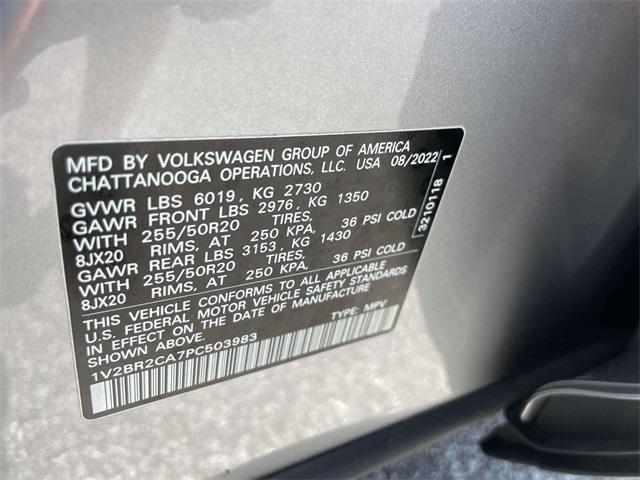 MFD BY VOLKSWAGEN GROUP OF AMERICA
CHATTANOOGA OPERATIONS, LLC. USA 08/2022
GVWR LBS 6019, KG 2730
GAWR FRONT LBS 2976, KG 1350
WITH 255/50R20 TIRES,
8JX20 RIMS, AT 250 KPA, 36 PSI COLD
GAWR REAR LBS 3153, KG 1430
WITH 255/50R20 TIRES,
8JX20 RIMS, AT 250 KPA, 36 PSI COLD
THIS VEHICLE CONFORMS TO ALL APPLICABLE
U.S. FEDERAL MOTOR VEHICLE SAFETY STANDARDS
IN EFFECT ON THE DATE OF MANUFACTURE
SHOWN ABOVE. TYPE: MPV
1V2BR2CA7PC503983
3210118 1